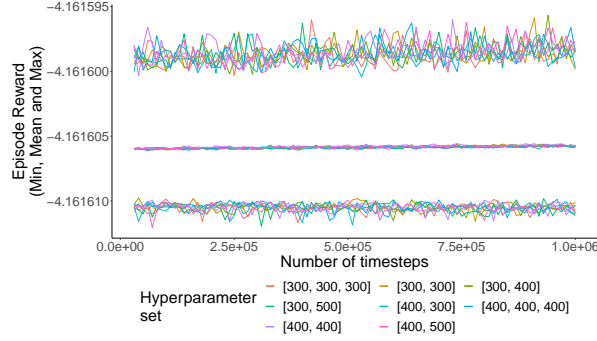 Episode Reward
(Min, Mean and Max)
−4.161595
−4.161600
−4.161605
−4.161610
0.0e+00 2.5e+05 5.0e+05 7.5e+05 1.0e+06
Number of timesteps
Hyperparameter
set
[300, 300, 300] [300, 300] [300, 400]
[300, 500] [400, 300] [400, 400, 400]
[400, 400] [400, 500]